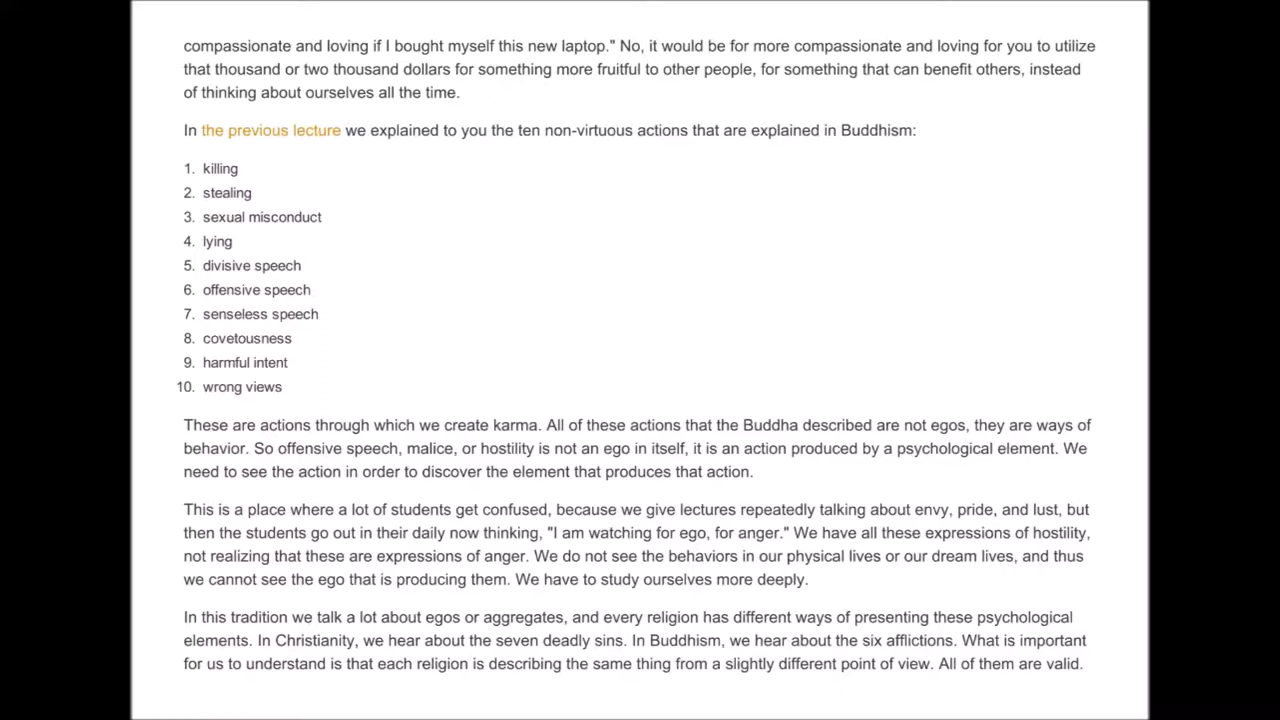 compassionate and loving if I bought myself this new laptop." No, it would be for more compassionate and loving for you to utilize
that thousand or two thousand dollars for something more fruitful to other people, for something that can benefit others, instead
of thinking about ourselves all the time.
In the previous lecture we explained to you the ten non-virtuous actions that are explained in Buddhism:
1. killing
2. stealing
3. sexual misconduct
4. lying
5. divisive speech
6. offensive speech
7. senseless speech
8. covetousness
9. harmful intent
10. wrong views
These are actions through which we create karma. All of these actions that the Buddha described are not egos, they are ways of
behavior. So offensive speech, malice, or hostility is not an ego in itself, it is an action produced by a psychological element. We
need to see the action in order to discover the element that produces that action.
This is a place where a lot of students get confused, because we give lectures repeatedly talking about envy, pride, and lust, but
then the students go out in their daily now thinking, "I am watching for ego, for anger." We have all these expressions of hostility,
not realizing that these are expressions of anger. We do not see the behaviors in our physical lives or our dream lives, and thus
we cannot see the ego that is producing them. We have to study ourselves more deeply.
In this tradition we talk a lot about egos or aggregates, and every religion has different ways of presenting these psychological
elements. In Christianity, we hear about the seven deadly sins. In Buddhism, we hear about the six afflictions. What is important
for us to understand is that each religion is describing the same thing from a slightly different point of view. All of them are valid.